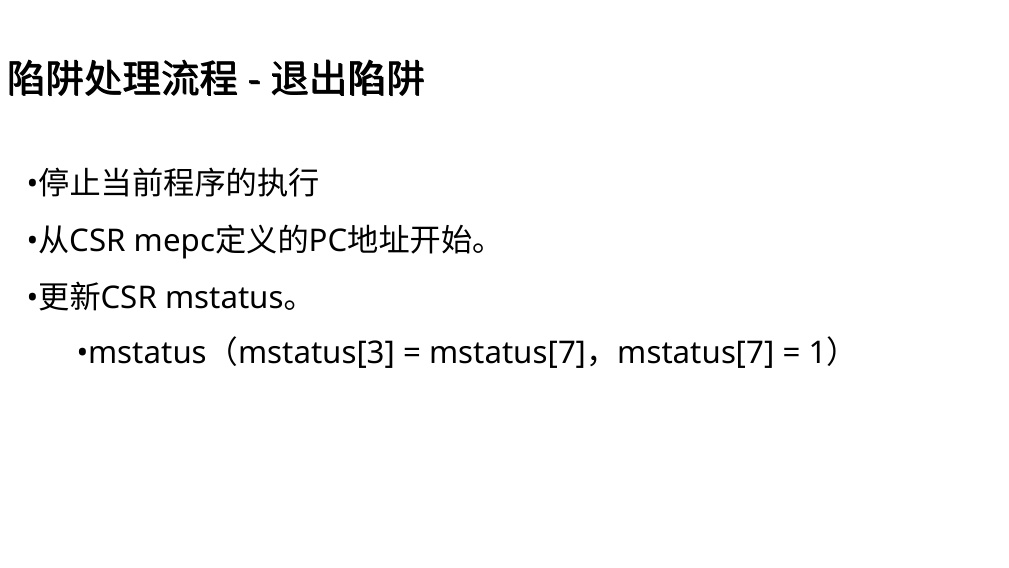 陷阱处理流程 - 退出陷阱
•停止当前程序的执行
•从CSR mepc定义的PC地址开始。
•更新CSR mstatus。
•mstatus（mstatus[3] = mstatus[7]，mstatus[7] = 1）